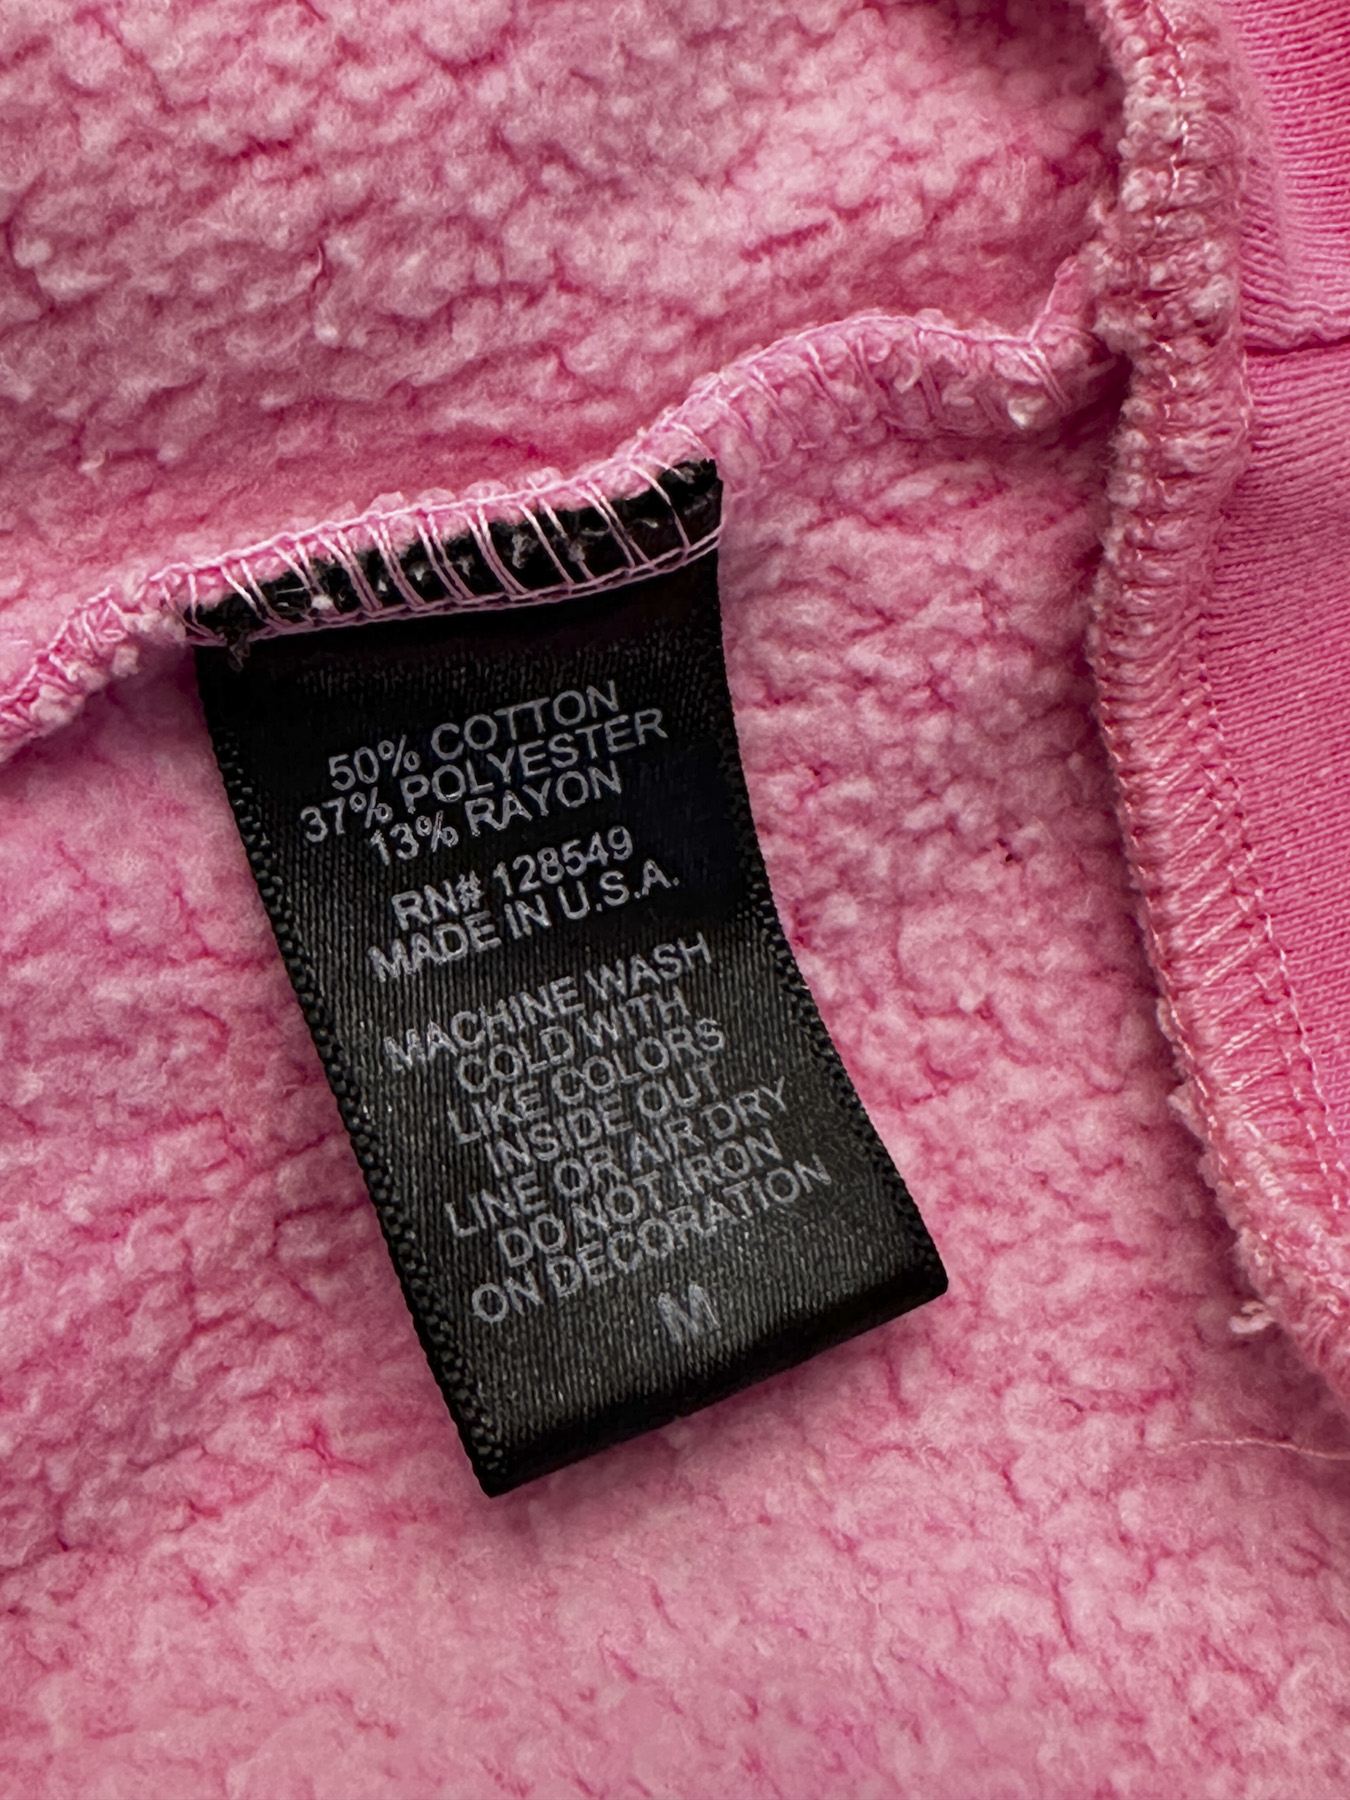 50% COTTON
37% POLYESTER
13% RAYON
RN# 128549
MADE IN U.S.A.
MACHINE WASH
COLD WITH
LIKE COLORS
INSIDE OUT
LINE OR AIR DRY
DO NOT IRON
ON DECORATION
M